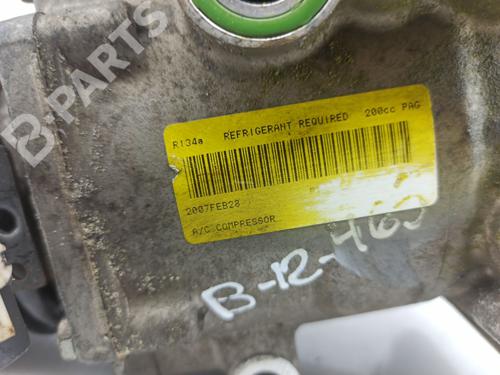 B-PARTS
R134a REFRIGERANT REQUIRED 200cc PAG
2007FEB28
A/C COMPRESSOR
B-12-460